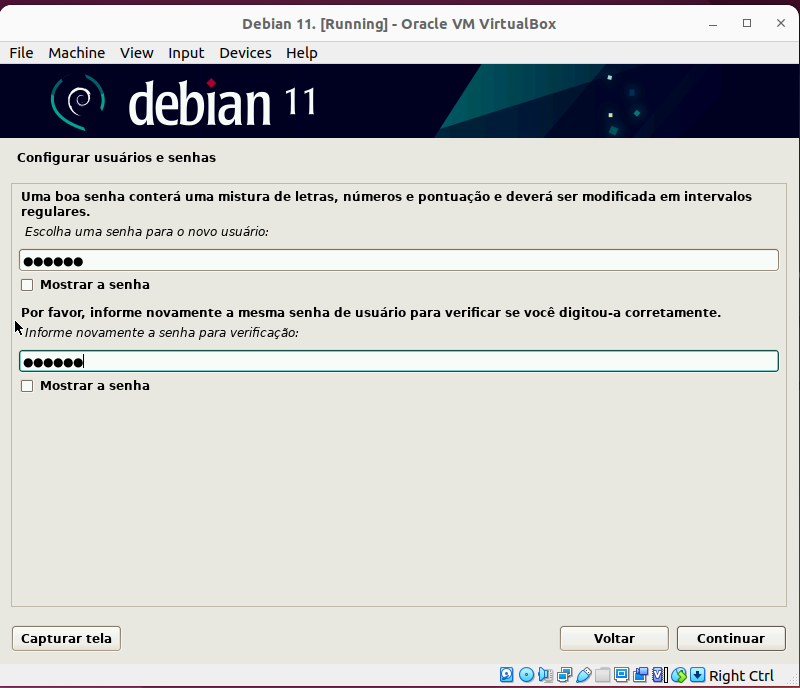 Debian 11. [Running] - Oracle VM VirtualBox
File Machine View Input Devices Help
debian 11
Configurar usuários e senhas
Uma boa senha conterá uma mistura de letras, números e pontuação e deverá ser modificada em intervalos
regulares.
Escolha uma senha para o novo usuário:
●●●●●●
Mostrar a senha
Por favor, informe novamente a mesma senha de usuário para verificar se você digitou-a corretamente.
Informe novamente a senha para verificação:
●●●●●●
Mostrar a senha
Capturar tela Voltar Continuar
Right Ctrl